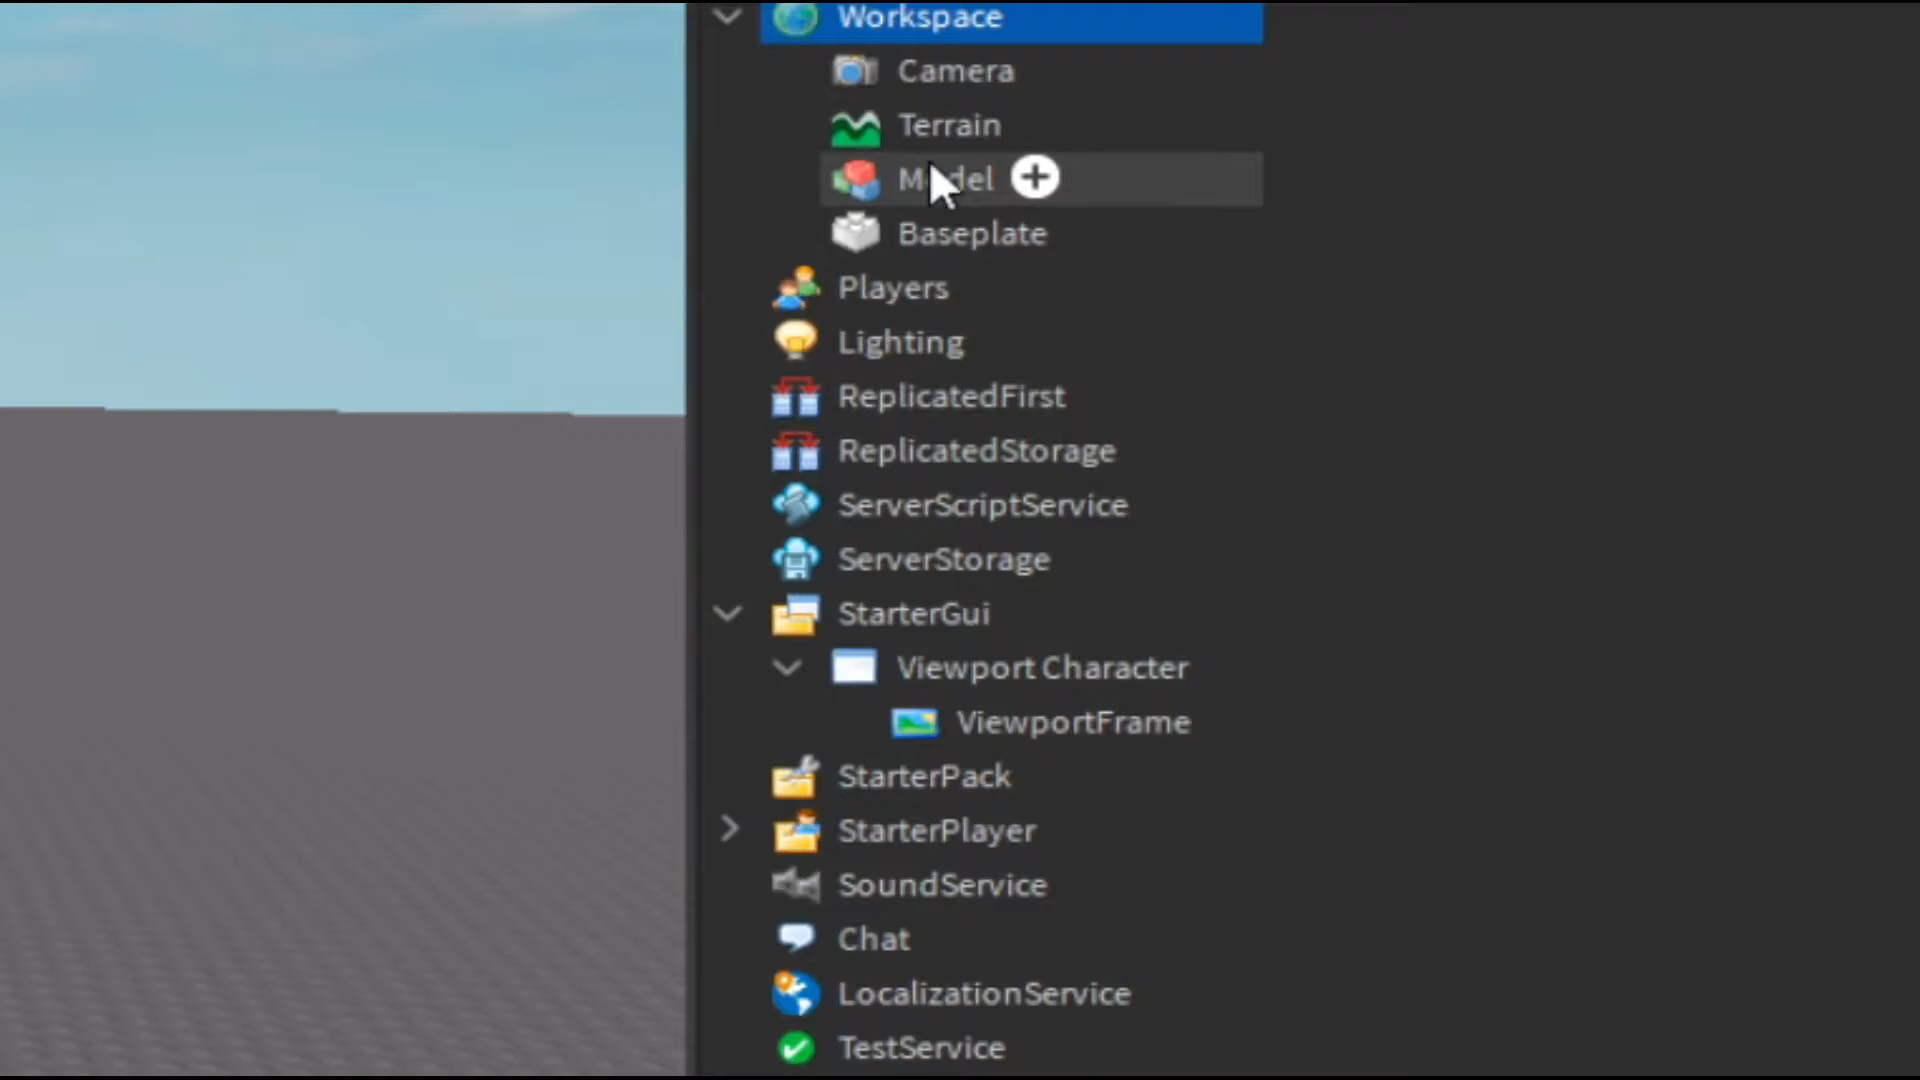 Workspace
Camera
Terrain
Model
Baseplate
Players
Lighting
ReplicatedFirst
ReplicatedStorage
ServerScriptService
ServerStorage
StarterGui
Viewport Character
ViewportFrame
StarterPack
StarterPlayer
SoundService
Chat
LocalizationService
TestService